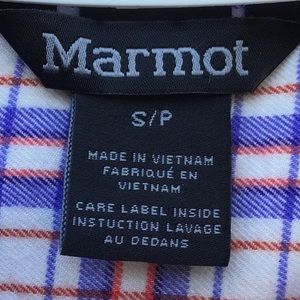 Marmot
S/P
MADE IN VIETNAM
FABRIQUÉ EN
VIETNAM
CARE LABEL INSIDE
INSTUCTION LAVAGE
AU DEDANS